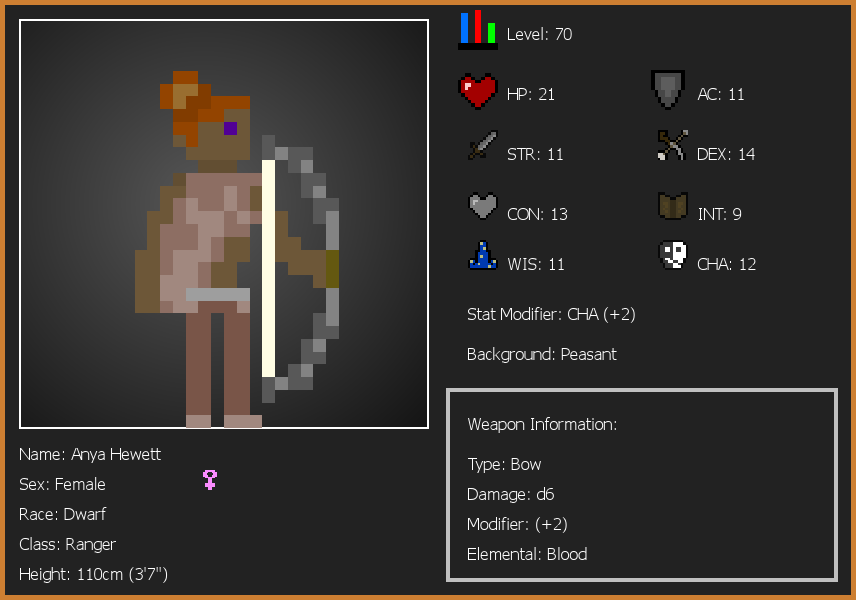 Level: 70
HP: 21
AC: 11
STR: 11
DEX: 14
CON: 13
INT: 9
WIS: 11
CHA: 12
Stat Modifier: CHA (+2)
Background: Peasant
Weapon Information:
Type: Bow
Damage: d6
Modifier: (+2)
Elemental: Blood
Name: Anya Hewett
Sex: Female
Race: Dwarf
Class: Ranger
Height: 110cm (3'7")